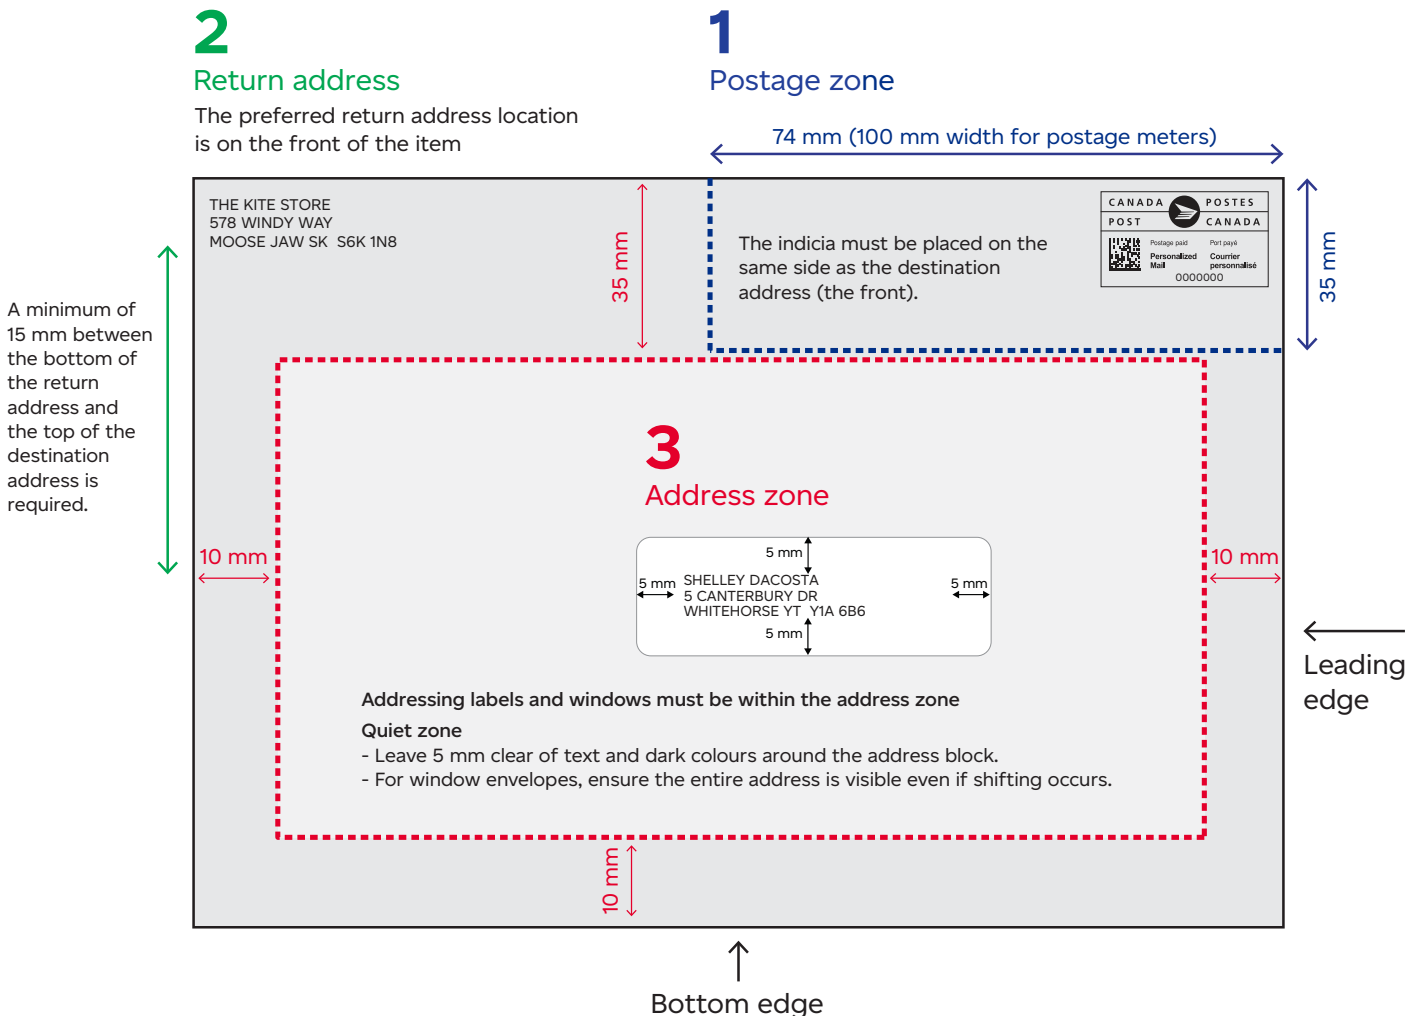 2
Return address
The preferred return address location
is on the front of the item
1
Postage zone
74 mm (100 mm width for postage meters)
THE KITE STORE
578 WINDY WAY
MOOSE JAW SK  S6K 1N8
35 mm
The indicia must be placed on the
same side as the destination
address (the front).
CANADA POSTES
POST CANADA
Postage paid Port payé
Personalized Courrier
Mail personnalisé
0000000
35 mm
A minimum of
15 mm between
the bottom of
the return
address and
the top of the
destination
address is
required.
3
Address zone
10 mm
10 mm
5 mm
5 mm
SHELLEY DACOSTA
5 CANTERBURY DR
WHITEHORSE YT  Y1A 6B6
5 mm
5 mm
Leading
edge
Addressing labels and windows must be within the address zone
Quiet zone
- Leave 5 mm clear of text and dark colours around the address block.
- For window envelopes, ensure the entire address is visible even if shifting occurs.
10 mm
Bottom edge